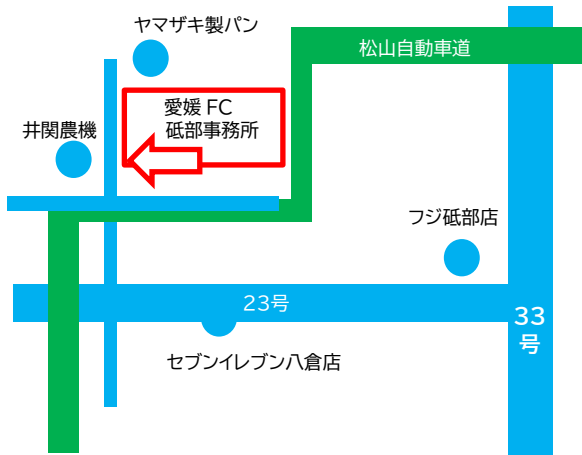 ヤマザキ製パン
松山自動車道
愛媛 FC
砥部事務所
井関農機
フジ砥部店
23号
33
号
セブンイレブン八倉店